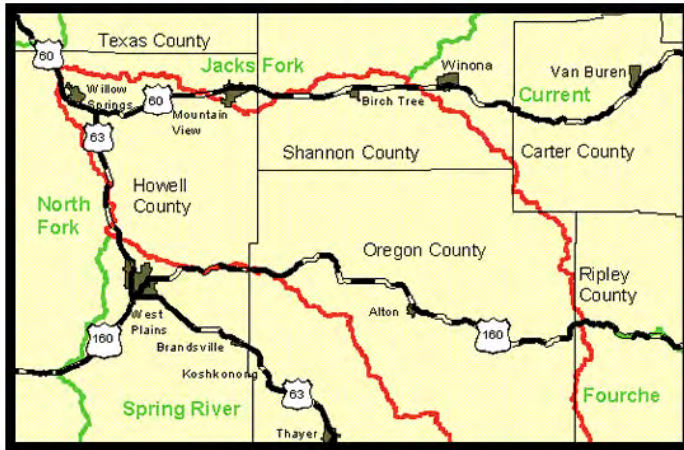 Texas County
60
Jacks Fork
Winona
Van Buren
Willow
Springs
60
Mountain
View
Birch Tree
Current
63
Shannon County
Carter County
Howell
County
North
Fork
Oregon County
Ripley
County
West
Plains
Alton
160
160
Brandsville
Koshkonong
63
Fourche
Spring River
Thayer